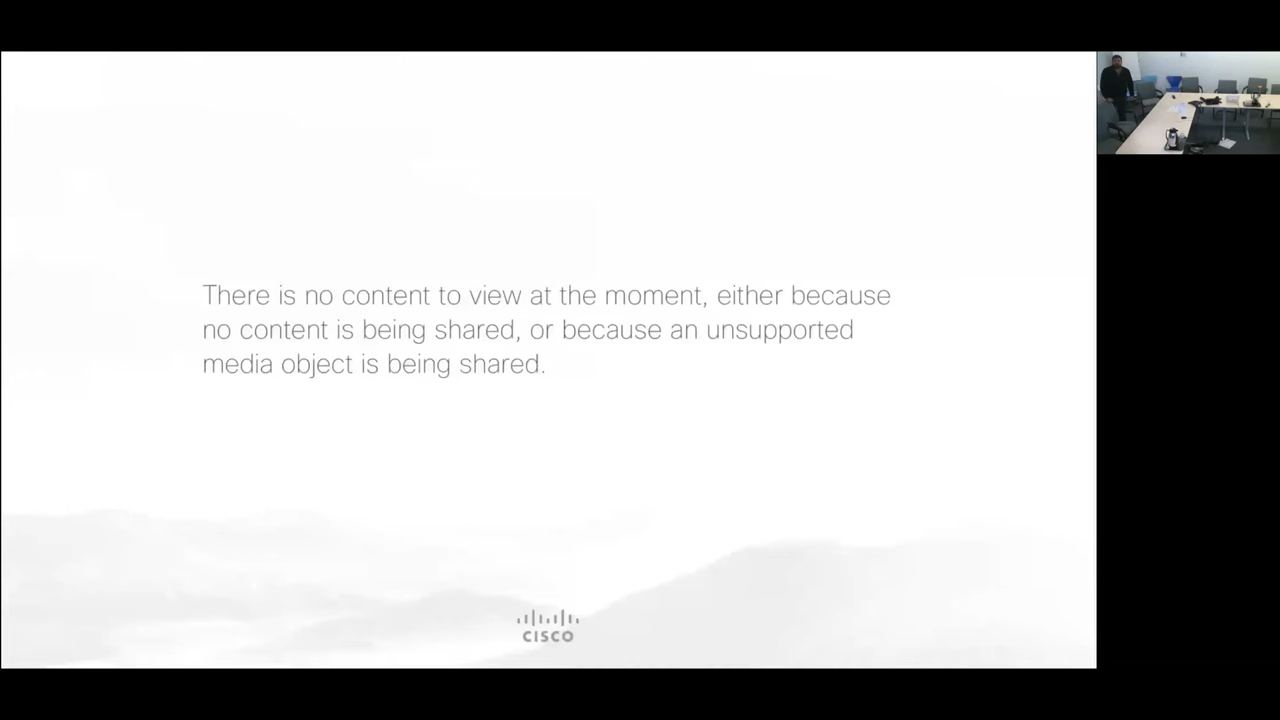 There is no content to view at the moment, either because
no content is being shared, or because an unsupported
media object is being shared.
CISCO